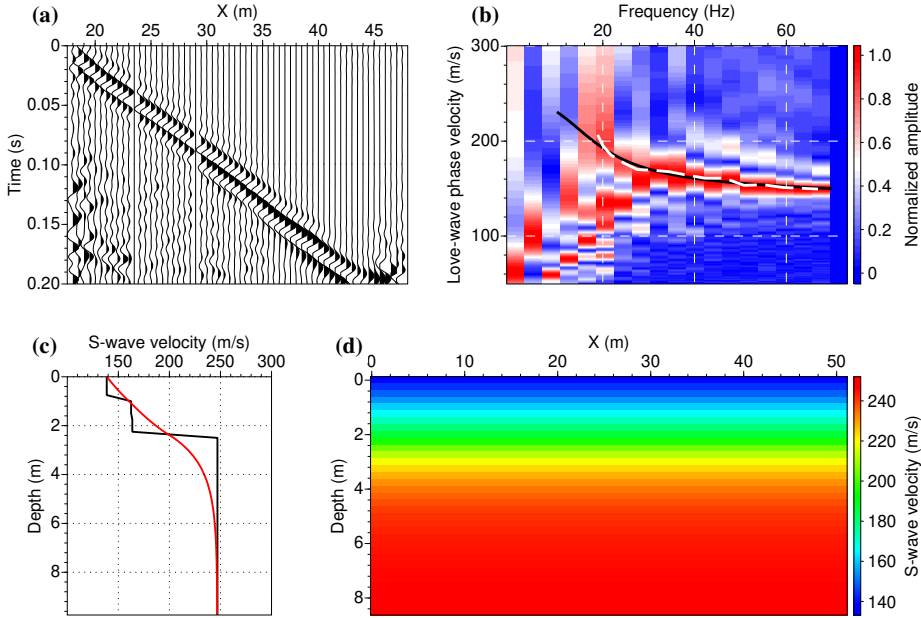 (a)
X (m)
20 25 30 35 40 45
Time (s)
0
0.05
0.10
0.15
0.20
(b)
Frequency (Hz)
20 40 60
Love-wave phase velocity (m/s)
300
200
100
1.0
0.8
0.6
0.4
0.2
0
Normalized amplitude
(c)
S-wave velocity (m/s)
100 150 200 250 300
Depth (m)
0
2
4
6
8
(d)
X (m)
0 10 20 30 40 50
Depth (m)
0
2
4
6
8
240
220
200
180
160
140
S-wave velocity (m/s)